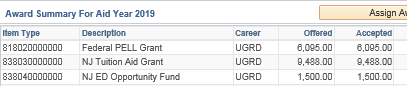 Award Summary For Aid Year 2019 Assign Aw
Item Type Description Career Offered Accepted
818020000000 Federal PELL Grant UGRD 6,095.00 6,095.00
838030000000 NJ Tuition Aid Grant UGRD 9,488.00 9,488.00
838040000000 NJ ED Opportunity Fund UGRD 1,500.00 1,500.00